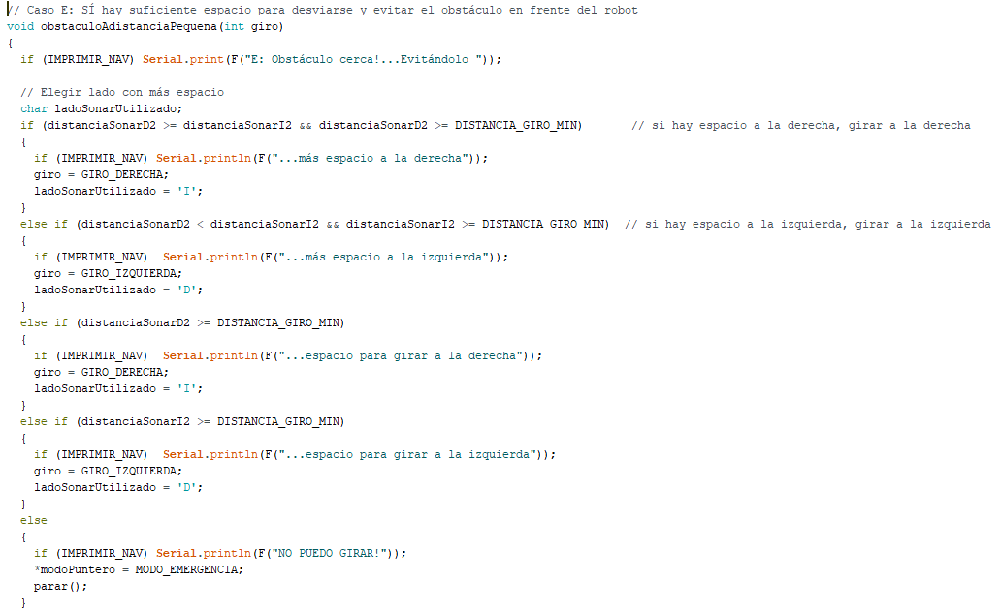 // Caso E: SÍ hay suficiente espacio para desviarse y evitar el obstáculo en frente del robot
void obstaculoAdistanciaPequena(int giro)
{
  if (IMPRIMIR_NAV) Serial.print(F("E: Obstáculo cerca!...Evitándolo "));

  // Elegir lado con más espacio
  char ladoSonarUtilizado;
  if (distanciaSonarD2 >= distanciaSonarI2 && distanciaSonarD2 >= DISTANCIA_GIRO_MIN)       // si hay espacio a la derecha, girar a la derecha
  {
    if (IMPRIMIR_NAV) Serial.println(F("...más espacio a la derecha"));
    giro = GIRO_DERECHA;
    ladoSonarUtilizado = 'I';
  }
  else if (distanciaSonarD2 < distanciaSonarI2 && distanciaSonarI2 >= DISTANCIA_GIRO_MIN)  // si hay espacio a la izquierda, girar a la izquierda
  {
    if (IMPRIMIR_NAV)  Serial.println(F("...más espacio a la izquierda"));
    giro = GIRO_IZQUIERDA;
    ladoSonarUtilizado = 'D';
  }
  else if (distanciaSonarD2 >= DISTANCIA_GIRO_MIN)
  {
    if (IMPRIMIR_NAV)  Serial.println(F("...espacio para girar a la derecha"));
    giro = GIRO_DERECHA;
    ladoSonarUtilizado = 'I';
  }
  else if (distanciaSonarI2 >= DISTANCIA_GIRO_MIN)
  {
    if (IMPRIMIR_NAV)  Serial.println(F("...espacio para girar a la izquierda"));
    giro = GIRO_IZQUIERDA;
    ladoSonarUtilizado = 'D';
  }
  else
  {
    if (IMPRIMIR_NAV) Serial.println(F("NO PUEDO GIRAR!"));
    *modoPuntero = MODO_EMERGENCIA;
    parar();
  }